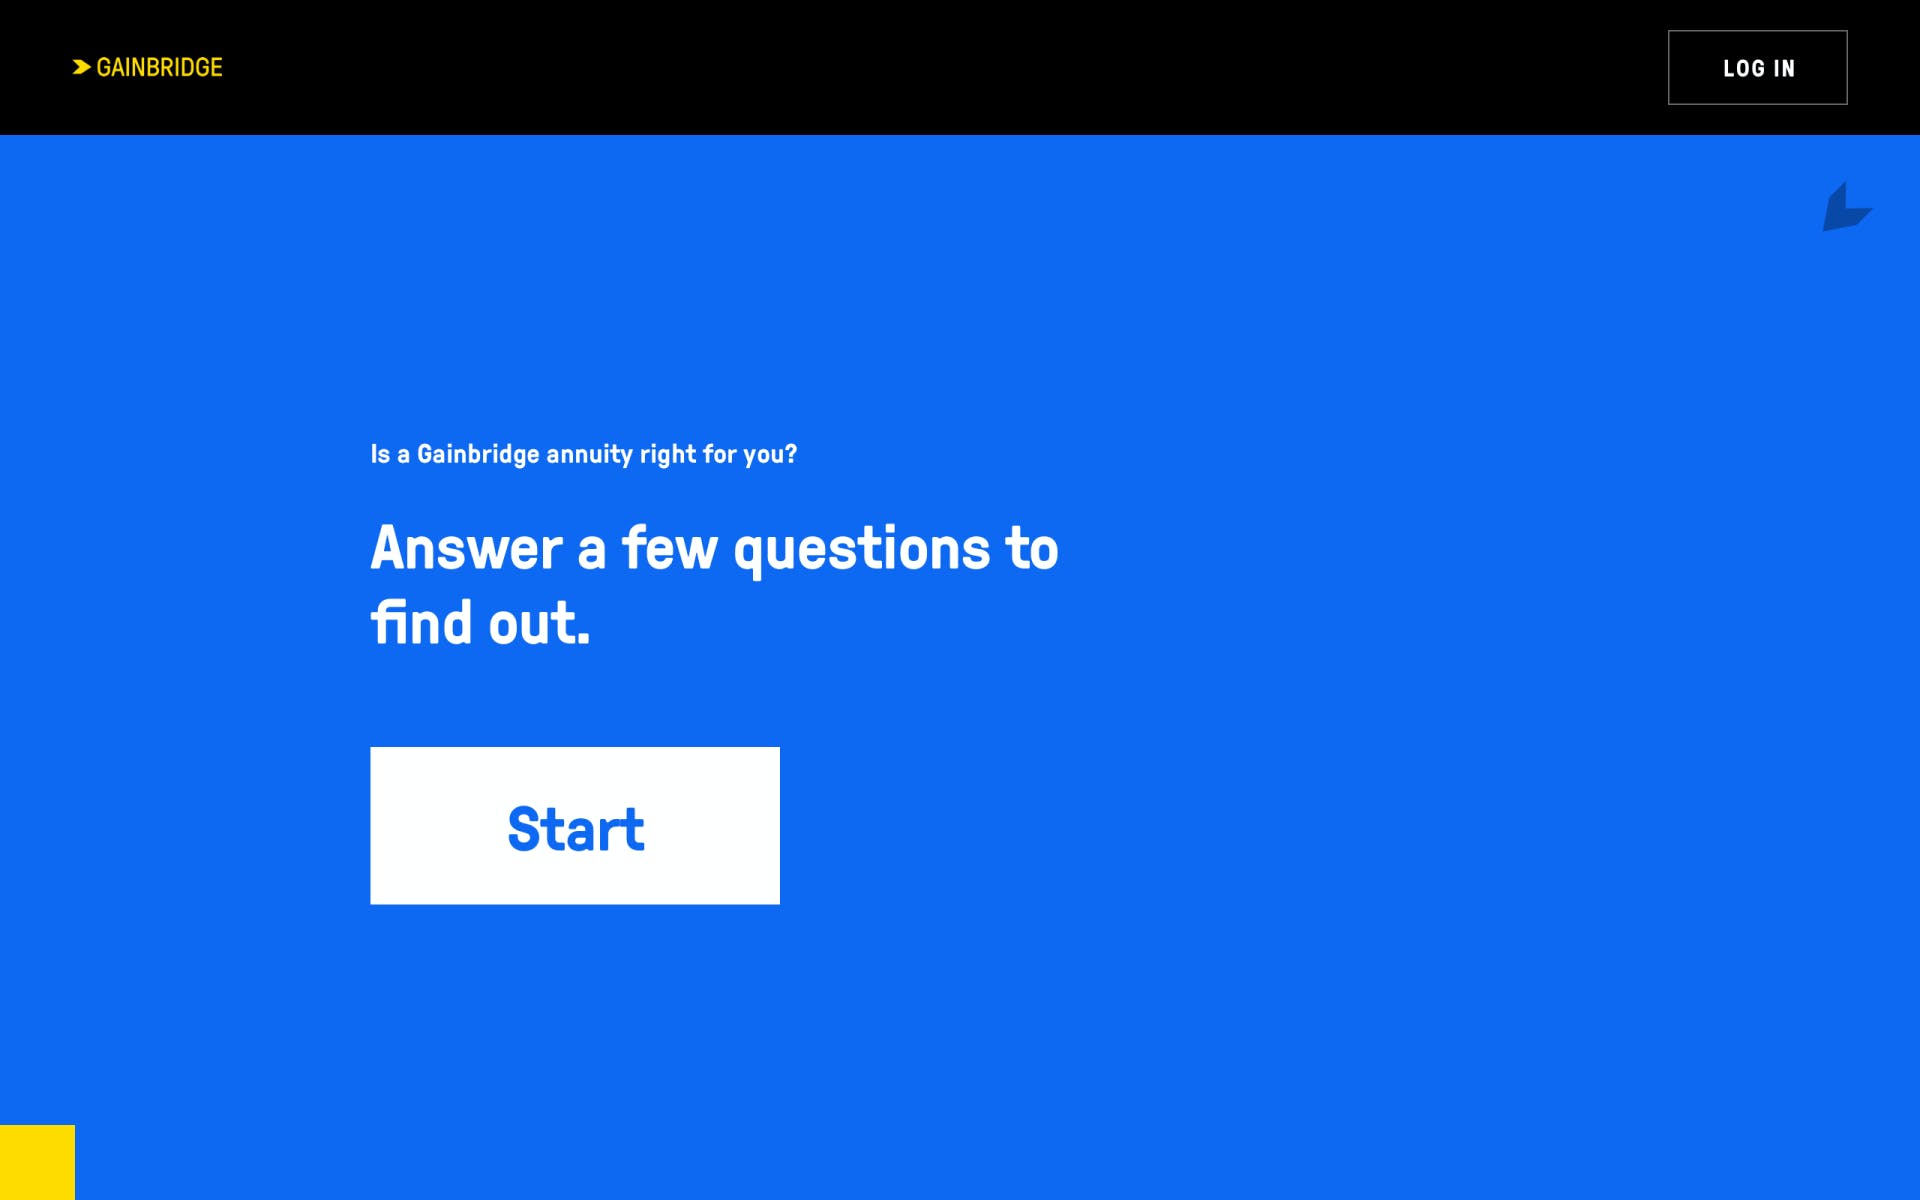 GAINBRIDGE
LOG IN
Is a Gainbridge annuity right for you?
Answer a few questions to
find out.
Start